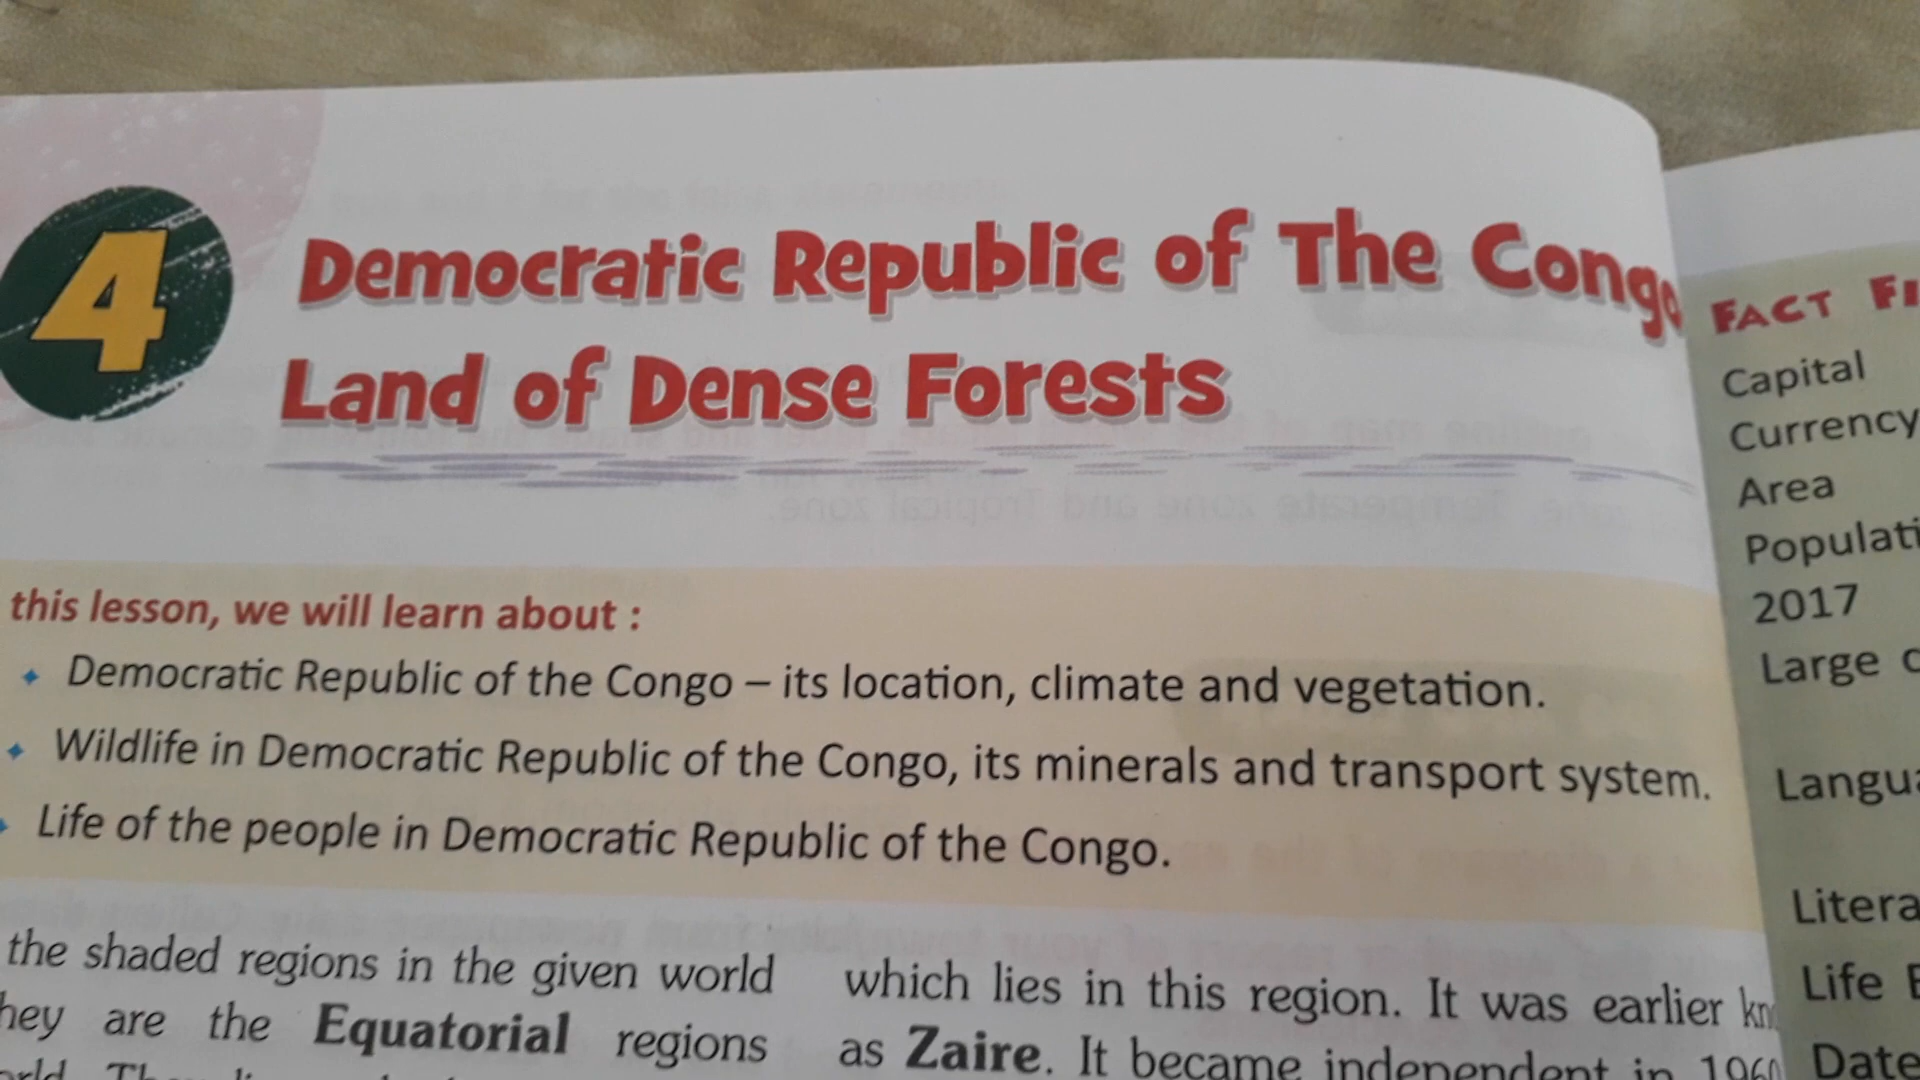 4
Democratic Republic of The Congo
Land of Dense Forests
this lesson, we will learn about :
Democratic Republic of the Congo – its location, climate and vegetation.
Wildlife in Democratic Republic of the Congo, its minerals and transport system.
Life of the people in Democratic Republic of the Congo.
the shaded regions in the given world
are the Equatorial regions
which lies in this region. It was earlier
as Zaire. It became independent in 1960
FACT
Capital
Currency
Area
2017
Large
Life
Date